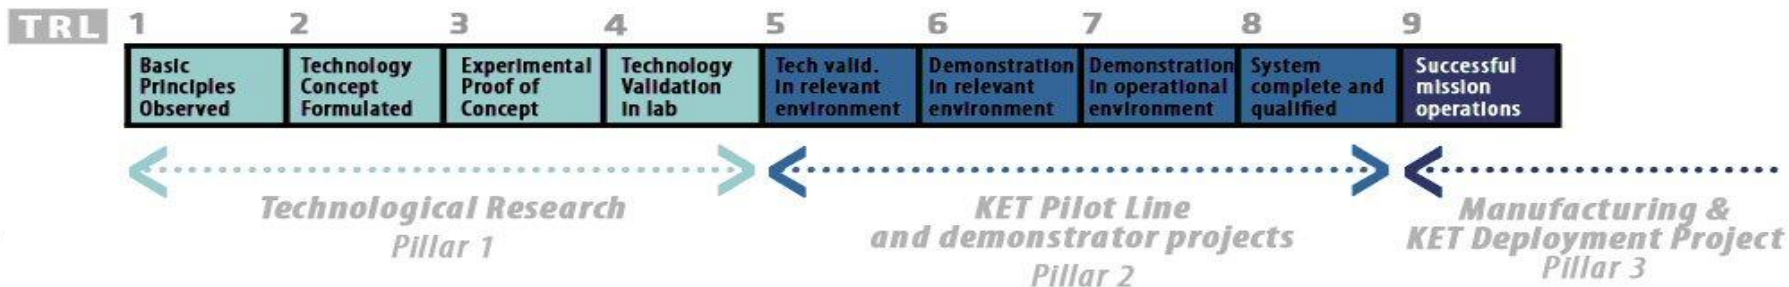 TRL 1 2 3 4 5 6 7 8 9
Basic
Principles
Observed
Technology
Concept
Formulated
Experimental
Proof of
Concept
Technology
Validation
in lab
Tech valid.
in relevant
environment
Demonstration
in relevant
environment
Demonstration
in operational
environment
System
complete and
qualified
Successful
mission
operations
Technological Research
Pillar 1
KET Pilot Line
and demonstrator projects
Pillar 2
Manufacturing &
KET Deployment Project
Pillar 3